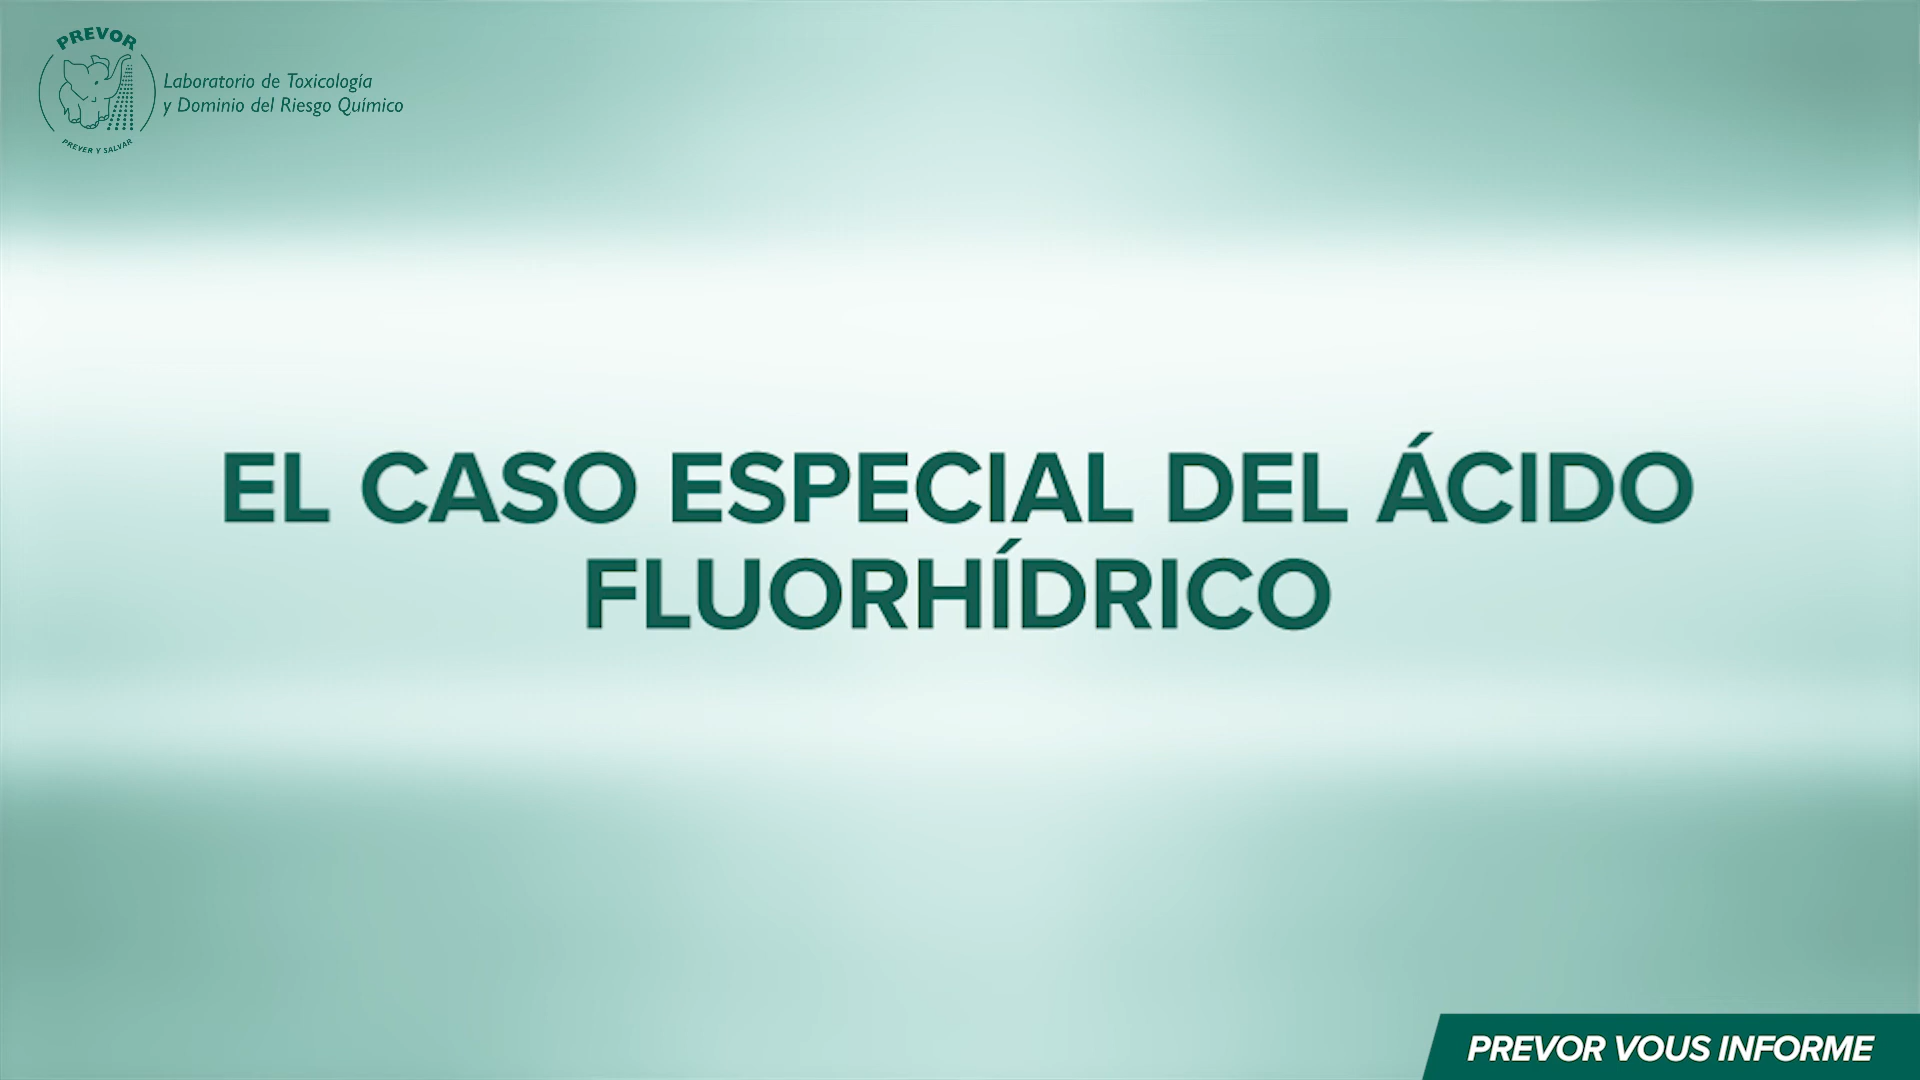 PREVOR
Laboratorio de Toxicología
y Dominio del Riesgo Químico
PREVER Y SALVAR
EL CASO ESPECIAL DEL ÁCIDO
FLUORHÍDRICO
PREVOR VOUS INFORME